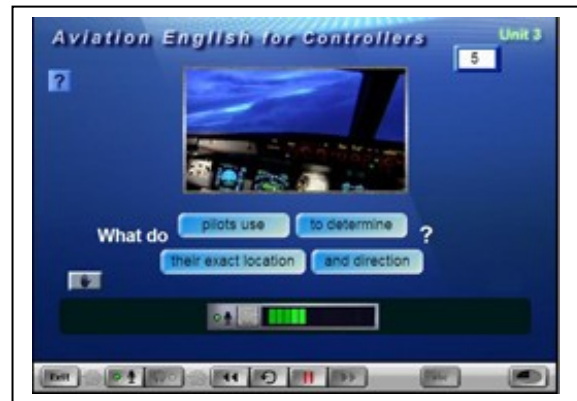 Aviation English for Controllers
Unit 3
5
?
What do pilots use to determine ?
their exact location and direction
Exit